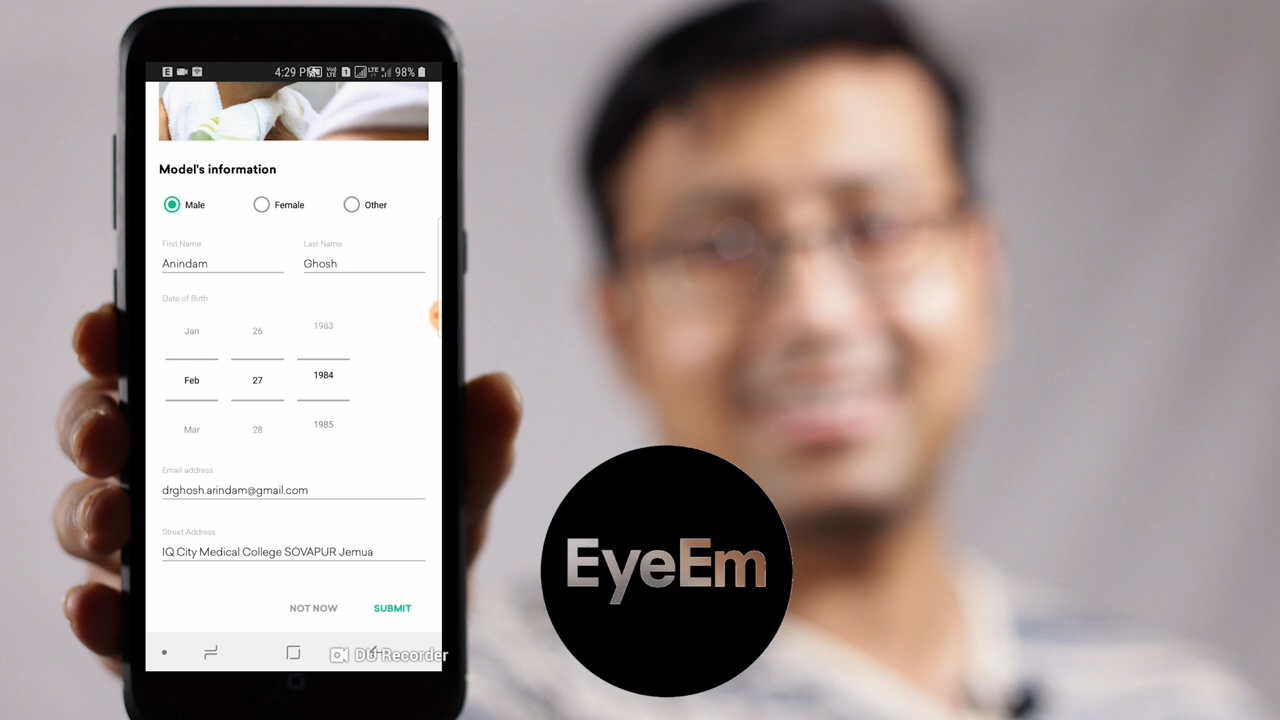 4:29 PM LTE 98%
Model's information
Male Female Other
First Name Last Name
Anindam Ghosh
Date of Birth
Jan 26 1983
Feb 27 1984
Mar 28 1985
Email address
drghosh.arindam@gmail.com
Street Address
IQ City Medical College SOVAPUR Jemua
NOT NOW SUBMIT
DU Recorder
EyeEm